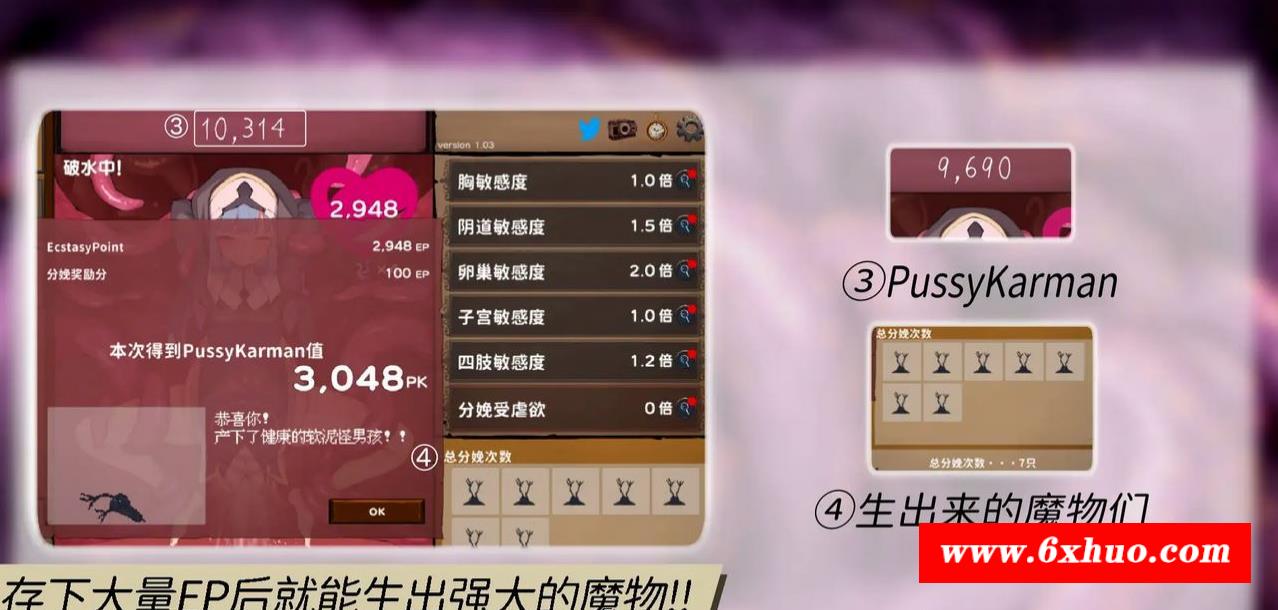 ③ 10,314
version 1.03
破水中!
2,948
EcstasyPoint 2,948 EP
分娩奖励分 100 EP
本次得到PussyKarman值
3,048PK
恭喜你!
产下了健康的软泥怪男孩!!
OK
胸敏感度 1.0倍
阴道敏感度 1.5倍
卵巢敏感度 2.0倍
子宫敏感度 1.0倍
四肢敏感度 1.2倍
分娩受虐欲 0倍
④ 总分娩次数
9,690
③PussyKarman
总分娩次数
总分娩次数・・・7只
④生出来的魔物们
www.6xhuo.com
存下大量EP后就能生出强大的魔物!!